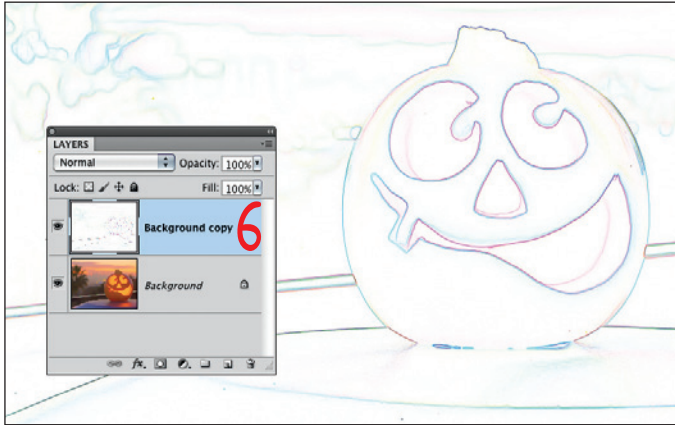 LAYERS
Normal Opacity: 100%
Lock: Fill: 100%
Background copy 6
Background
fx.